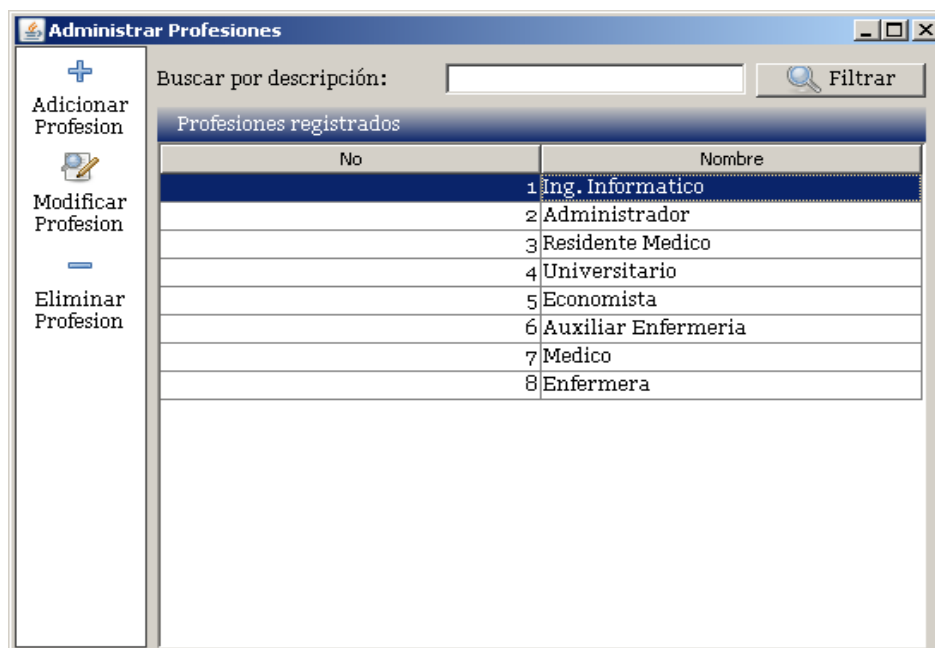 Administrar Profesiones
Adicionar
Profesion
Modificar
Profesion
Eliminar
Profesion
Buscar por descripción:
Filtrar
Profesiones registrados
No Nombre
1 Ing. Informatico
2 Administrador
3 Residente Medico
4 Universitario
5 Economista
6 Auxiliar Enfermeria
7 Medico
8 Enfermera